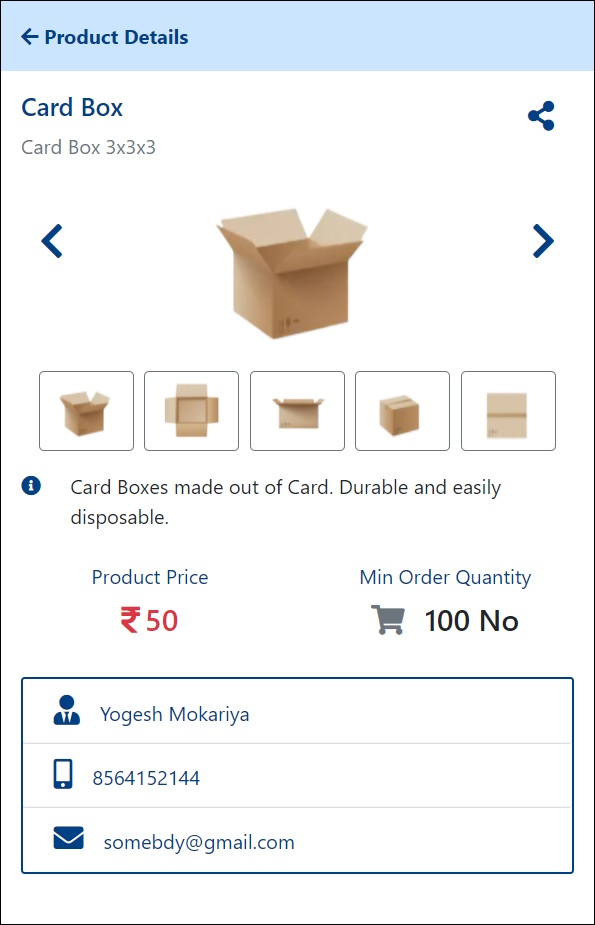 Product Details
Card Box
Card Box 3x3x3
Card Boxes made out of Card. Durable and easily
disposable.
Product Price
Min Order Quantity
₹50
100 No
Yogesh Mokariya
8564152144
somebdy@gmail.com